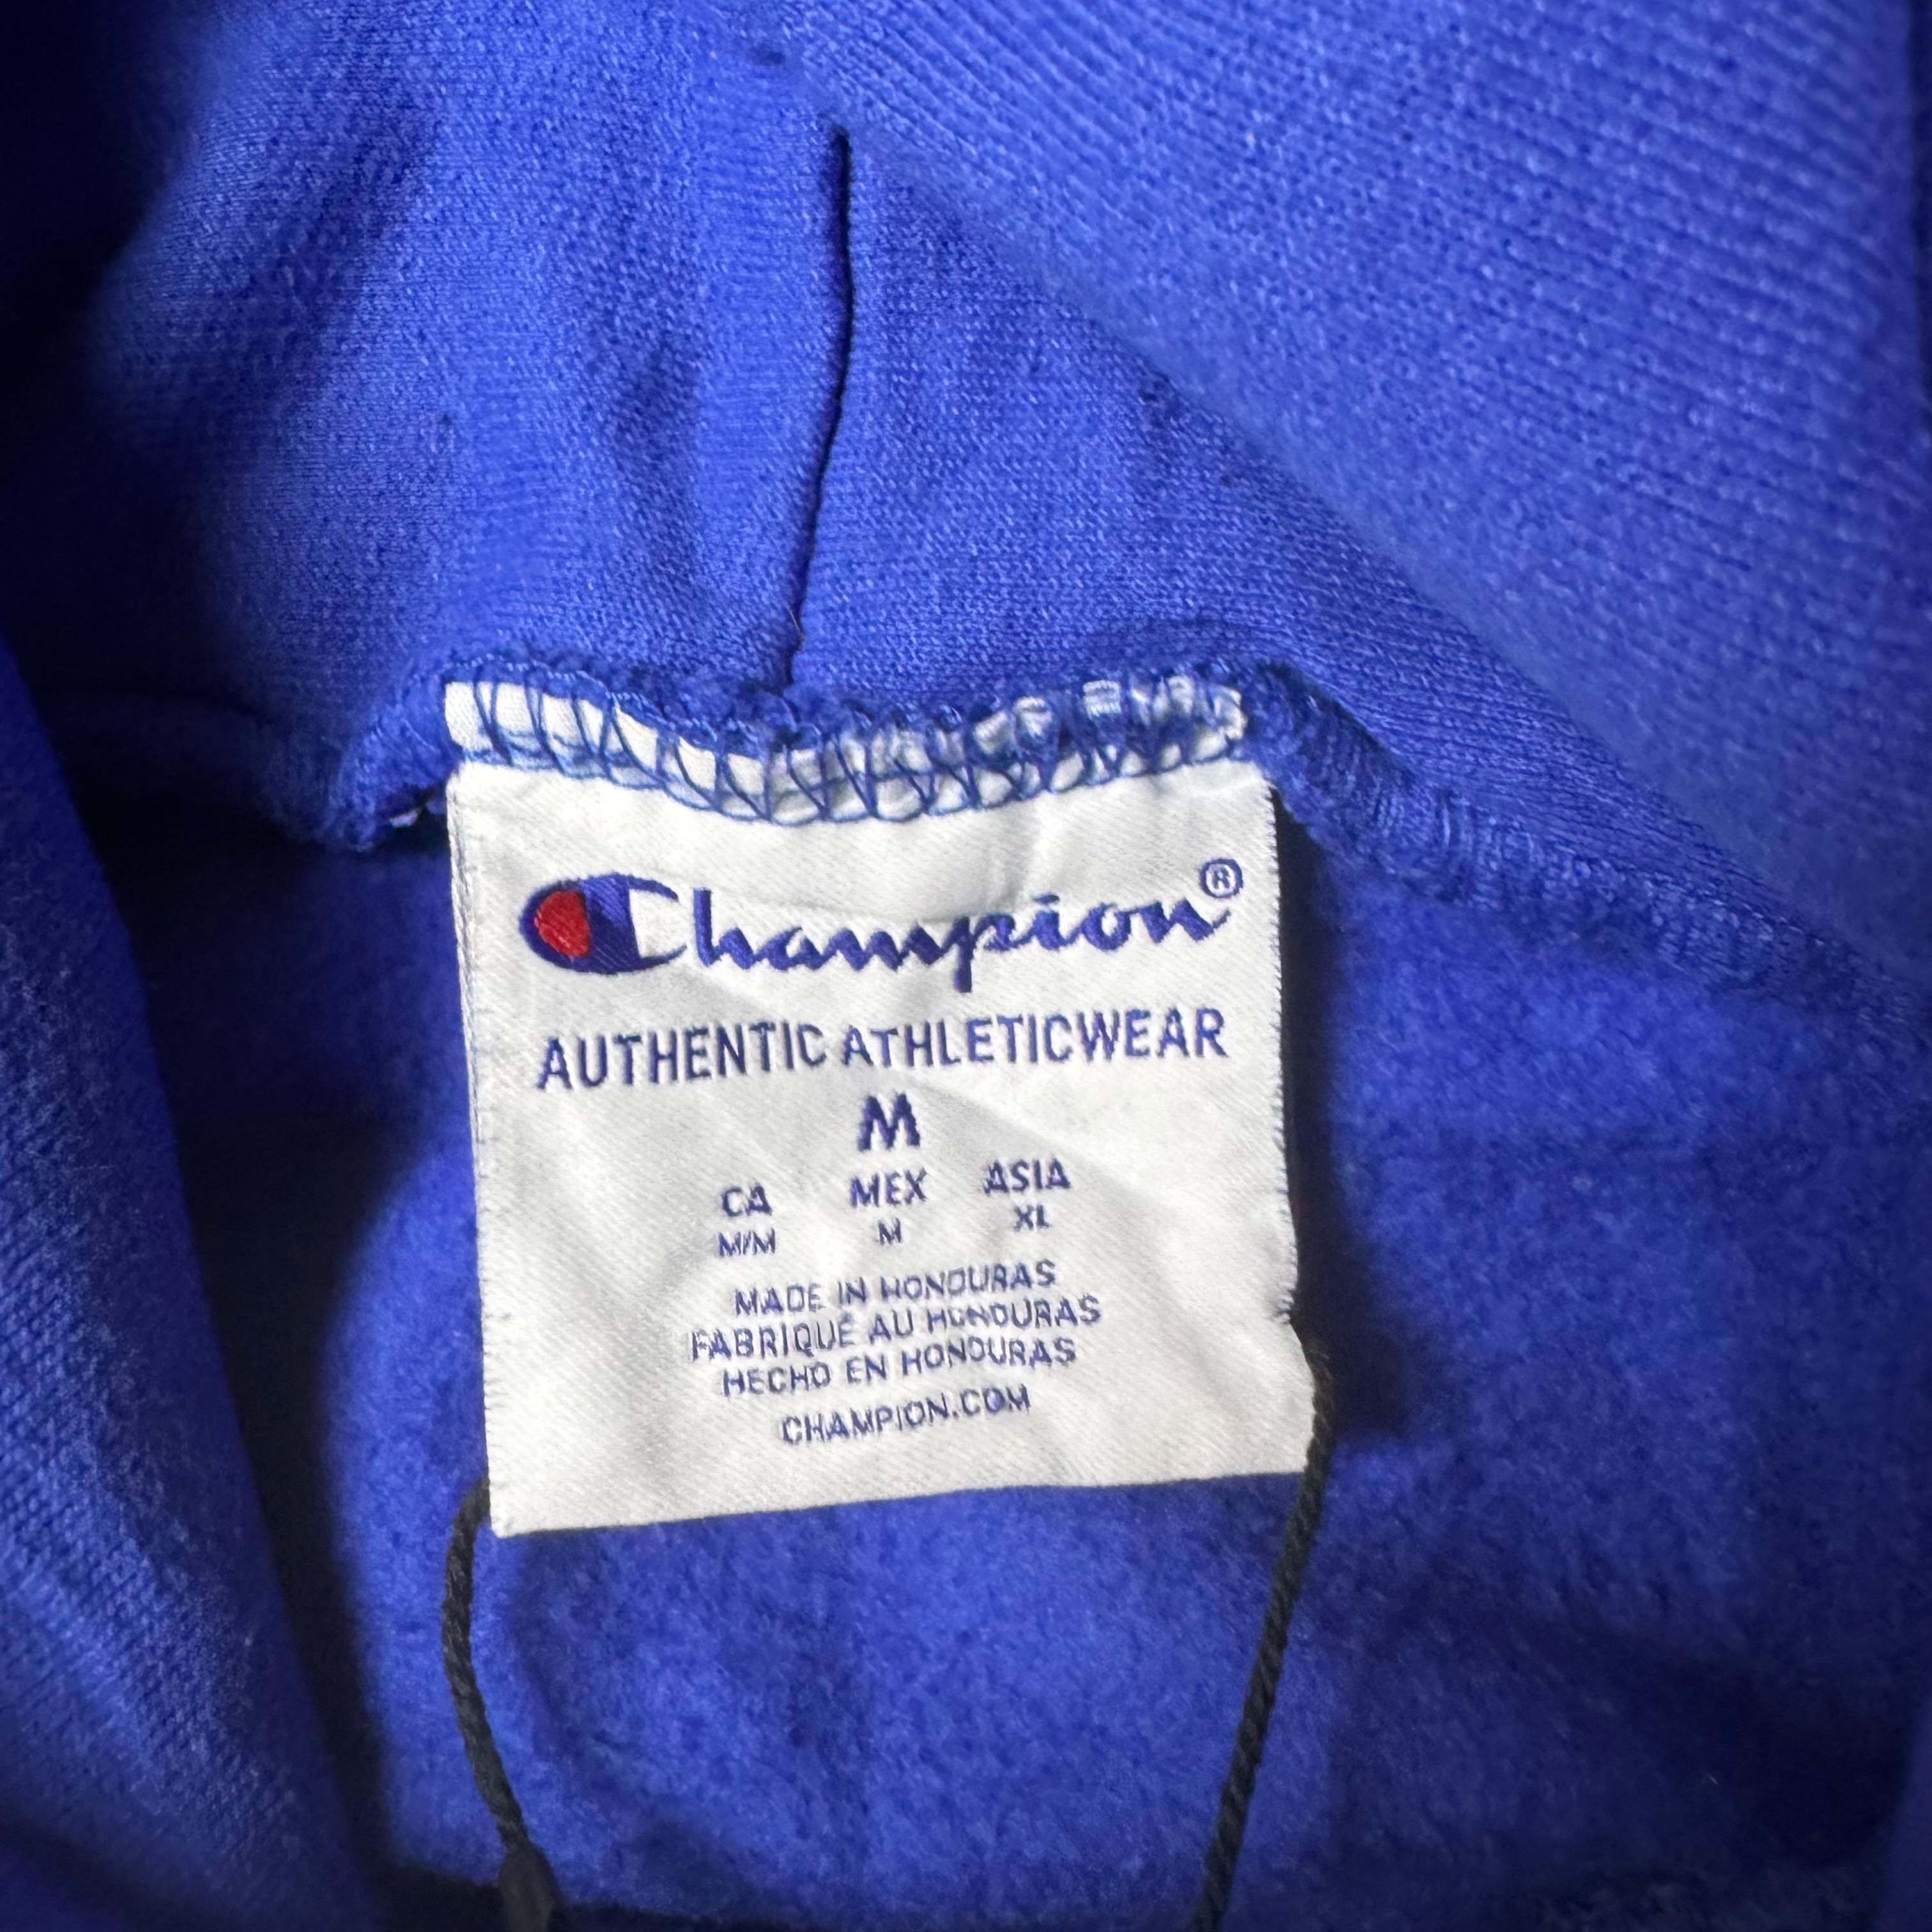 Champion®
AUTHENTIC ATHLETICWEAR
M
CA MEX ASIA
M/M M XL
MADE IN HONDURAS
FABRIQUÉ AU HONDURAS
HECHO EN HONDURAS
CHAMPION.COM